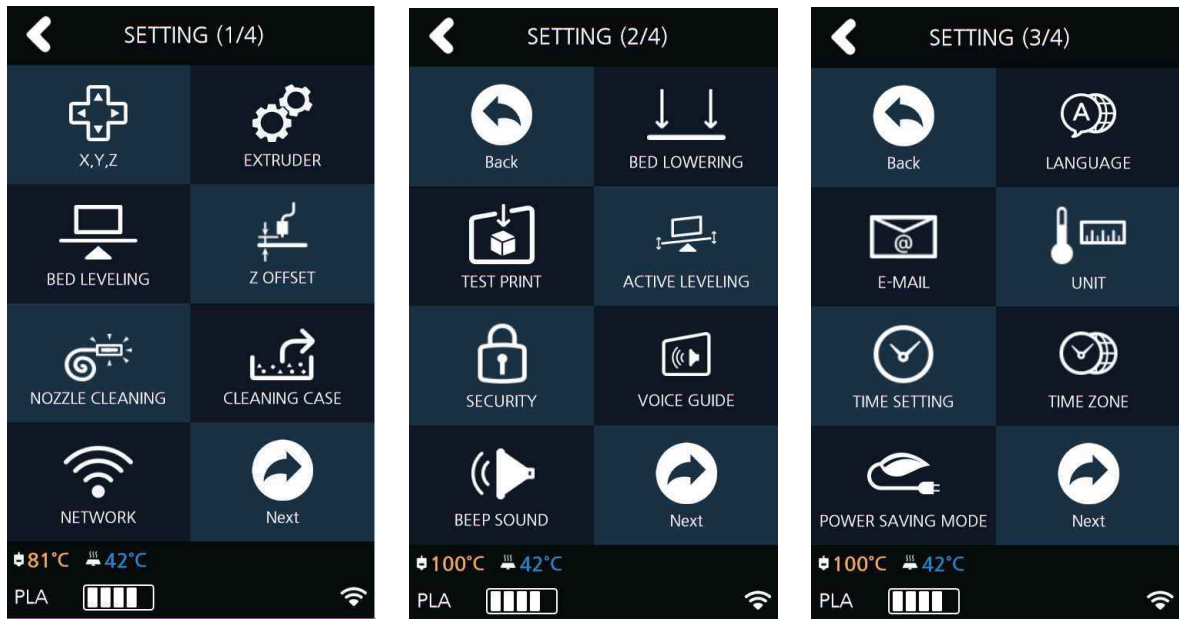 SETTING (1/4)
X,Y,Z
EXTRUDER
BED LEVELING
Z OFFSET
NOZZLE CLEANING
CLEANING CASE
NETWORK
Next
81°C 42°C
PLA
SETTING (2/4)
Back
BED LOWERING
TEST PRINT
ACTIVE LEVELING
SECURITY
VOICE GUIDE
BEEP SOUND
Next
100°C 42°C
PLA
SETTING (3/4)
Back
A
LANGUAGE
@
E-MAIL
UNIT
TIME SETTING
TIME ZONE
POWER SAVING MODE
Next
100°C 42°C
PLA